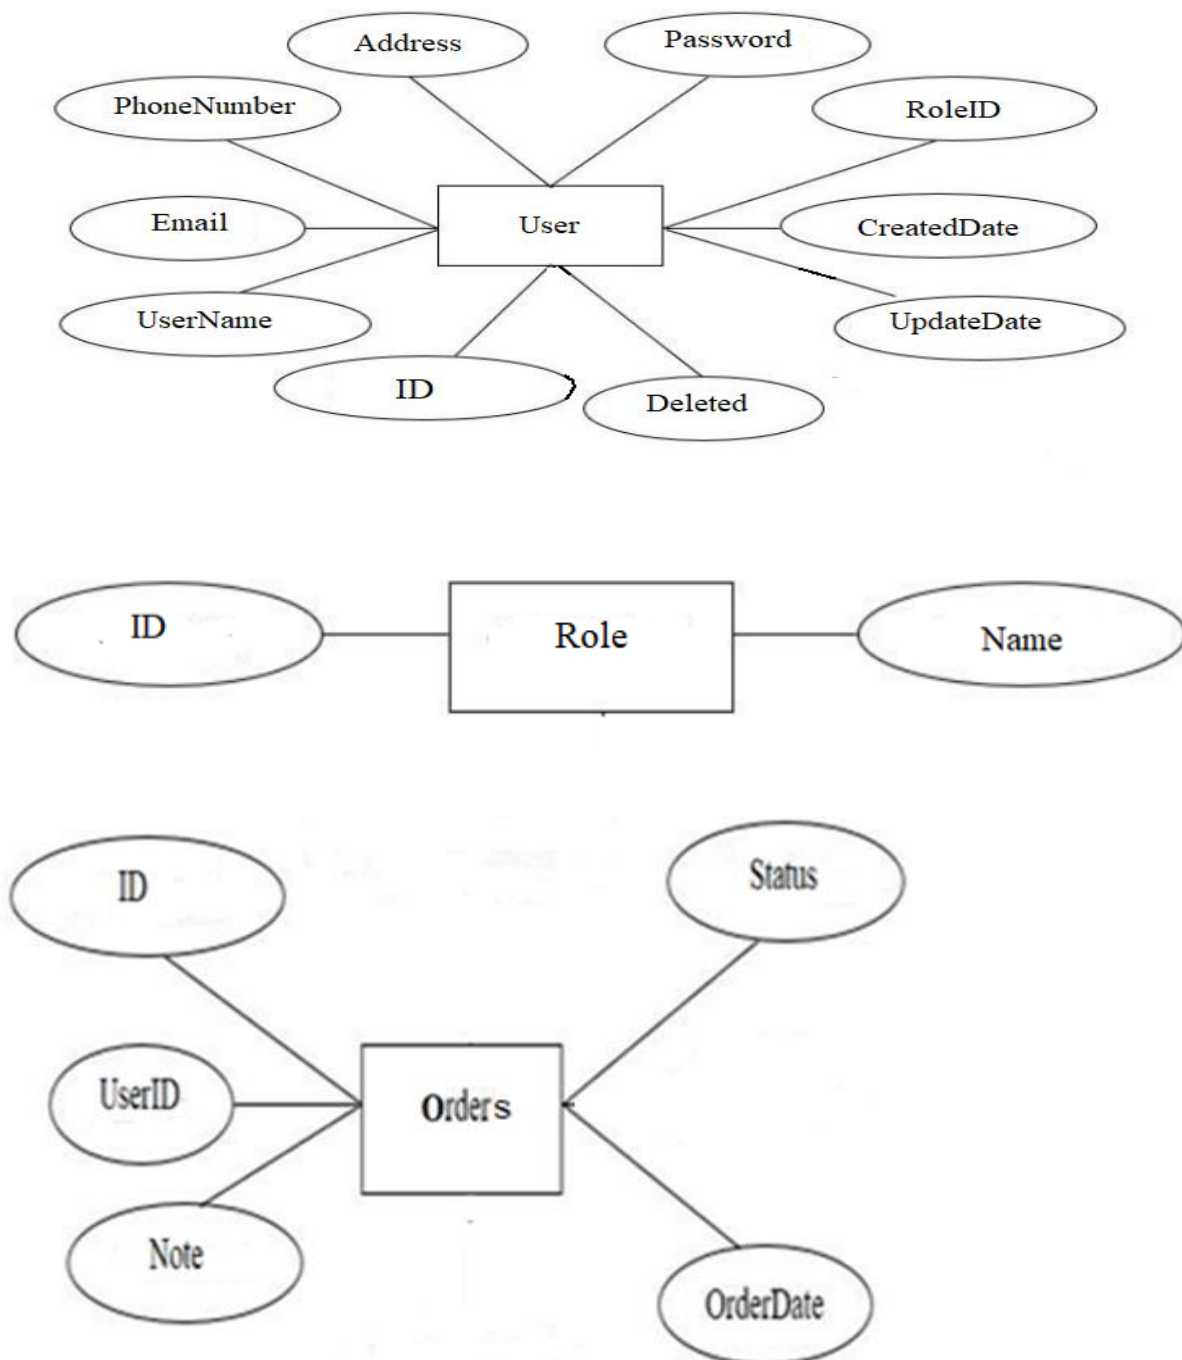 Address
Password
PhoneNumber
RoleID
Email
User
CreatedDate
UserName
UpdateDate
ID
Deleted
ID
Role
Name
ID
Status
UserID
Orders
Note
OrderDate